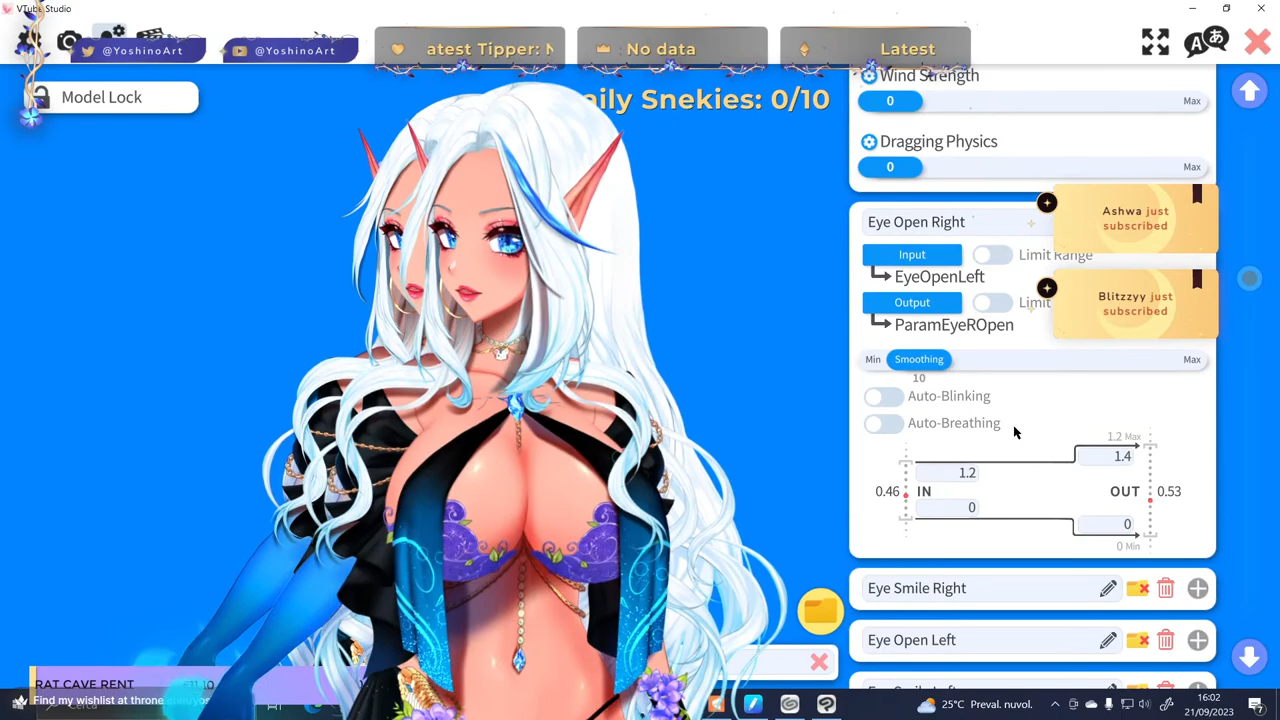 VTube Studio
@YoshinoArt
@YoshinoArt
atest Tipper: N
No data
Latest
Model Lock
aily Snekies: 0/10
Wind Strength
0
Max
Dragging Physics
0
Max
Ashwa just
subscribed
Eye Open Right
Input
Limit Range
EyeOpenLeft
Blitzzyy just
subscribed
Output
Limit
ParamEyeROpen
Min
Smoothing
Max
10
Auto-Blinking
Auto-Breathing
1.2 Max
1.4
1.2
0.46
IN
OUT
0.53
0
0
0 Min
Eye Smile Right
Eye Open Left
RAT CAVE RENT
Find my wishlist at throne
Cerca
25°C Preval. nuvol.
16:02
21/09/2023
7